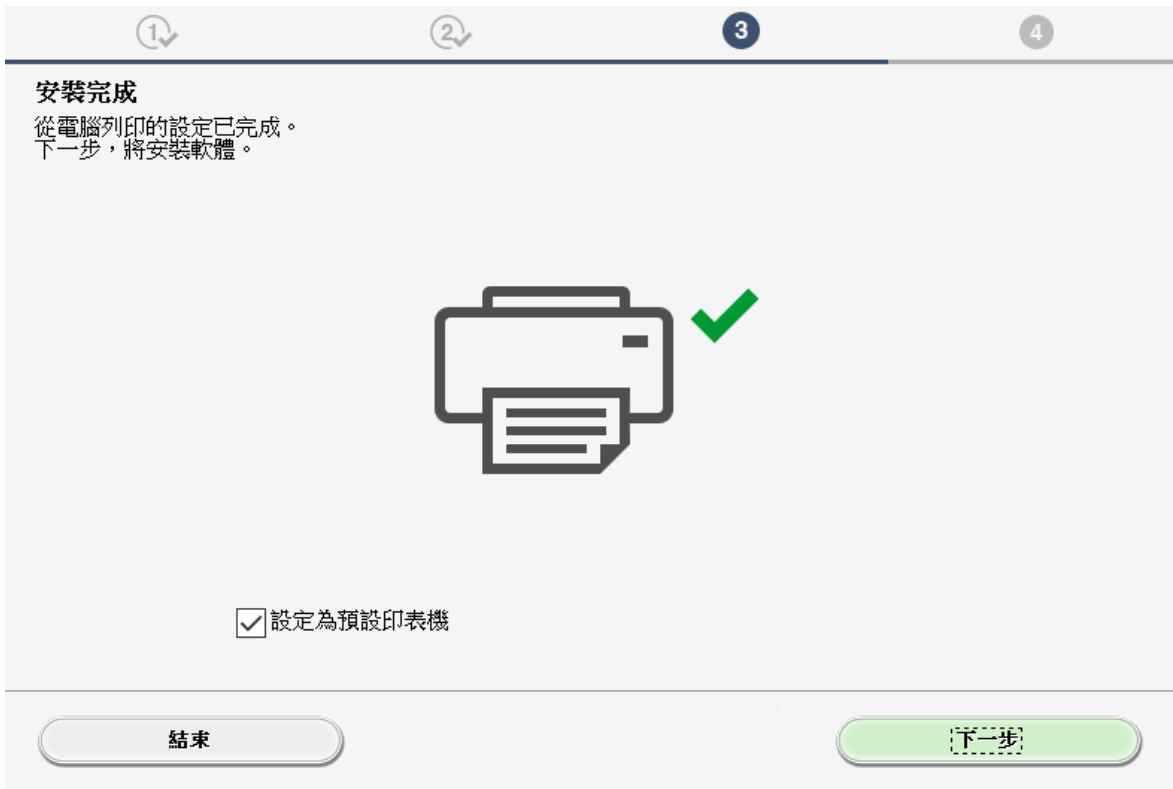 1 2 3 4
安裝完成
從電腦列印的設定已完成。
下一步，將安裝軟體。
設定為預設印表機
結束 下一步